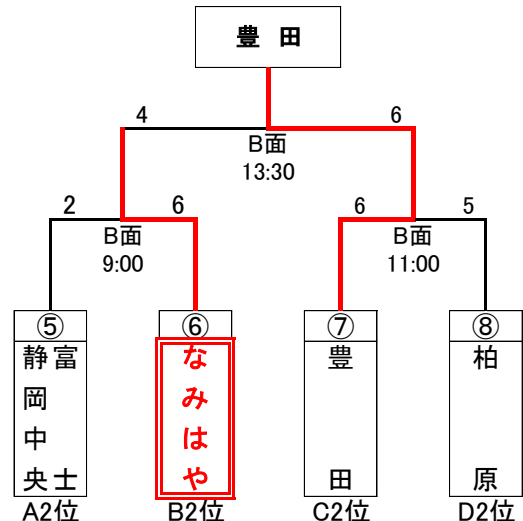 豊田
4 6
B面
13:30
2 6 6 5
B面 B面
9:00 11:00
⑤ ⑥ ⑦ ⑧
静岡中央 富士 なみはや 豊田 柏原
A2位 B2位 C2位 D2位